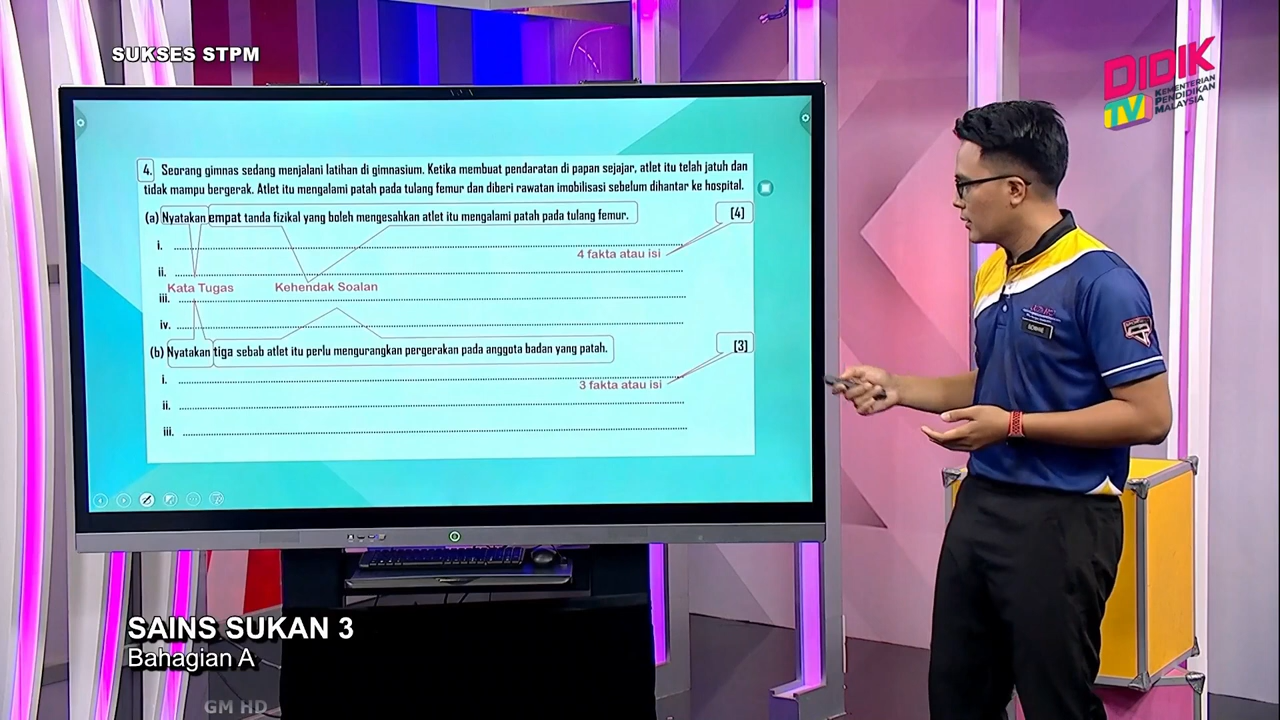 SUKSES STPM
DIDIK
TV
KEMENTERIAN
PENDIDIKAN
MALAYSIA
4. Seorang gimnas sedang menjalani latihan di gimnasium. Ketika membuat pendaratan di papan sejajar, atlet itu telah jatuh dan
tidak mampu bergerak. Atlet itu mengalami patah pada tulang femur dan diberi rawatan imobilisasi sebelum dihantar ke hospital.
(a) Nyatakan empat tanda fizikal yang boleh mengesahkan atlet itu mengalami patah pada tulang femur. [4]
i. ........................................
4 fakta atau isi
ii. ........................................
Kata Tugas Kehendak Soalan
iii. ........................................
iv. ........................................
(b) Nyatakan tiga sebab atlet itu perlu mengurangkan pergerakan pada anggota badan yang patah. [3]
i. ........................................
3 fakta atau isi
ii. ........................................
iii. ........................................
SAINS SUKAN 3
Bahagian A
GM HD